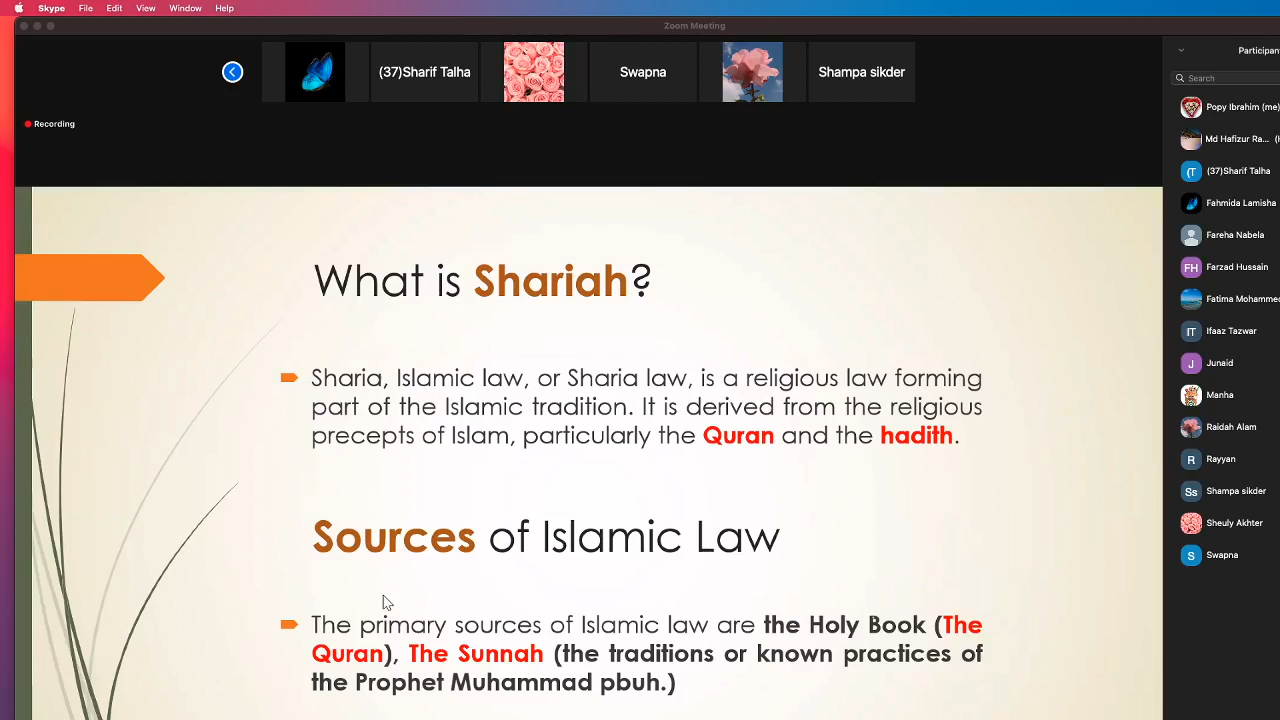 Skype File Edit View Window Help
Zoom Meeting
(37)Sharif Talha
Swapna
Shampa sikder
Recording
What is Shariah?
Sharia, Islamic law, or Sharia law, is a religious law forming
part of the Islamic tradition. It is derived from the religious
precepts of Islam, particularly the Quran and the hadith.
Sources of Islamic Law
The primary sources of Islamic law are the Holy Book (The
Quran), The Sunnah (the traditions or known practices of
the Prophet Muhammad pbuh.)
Participan
Search
Popy Ibrahim (me)
Md Hafizur Ra... (H
(T (37)Sharif Talha
Fahmida Lamisha
Fareha Nabela
FH Farzad Hussain
Fatima Mohammed
IT Ifaaz Tazwar
J Junaid
Manha
Raidah Alam
R Rayyan
Ss Shampa sikder
Sheuly Akhter
S Swapna